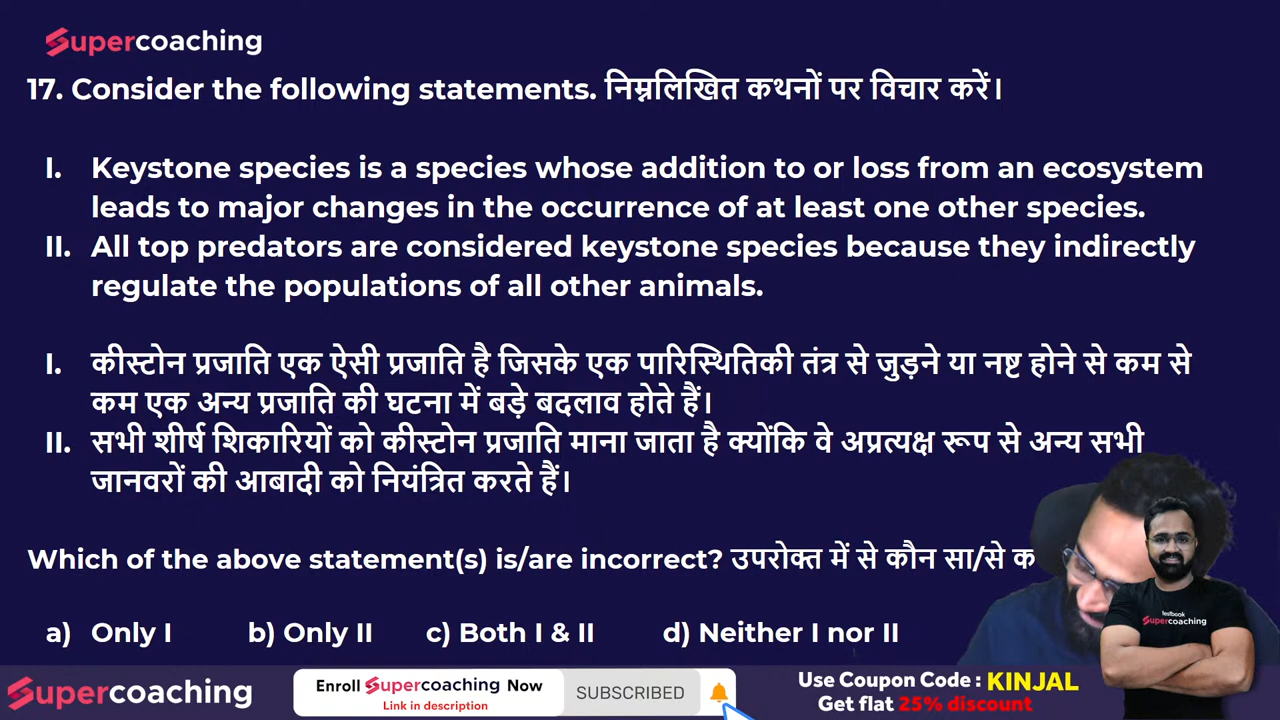 Supercoaching
17. Consider the following statements. निम्नलिखित कथनों पर विचार करें।
I. Keystone species is a species whose addition to or loss from an ecosystem
leads to major changes in the occurrence of at least one other species.
II. All top predators are considered keystone species because they indirectly
regulate the populations of all other animals.
I. कीस्टोन प्रजाति एक ऐसी प्रजाति है जिसके एक पारिस्थितिकी तंत्र से जुड़ने या नष्ट होने से कम से
कम एक अन्य प्रजाति की घटना में बड़े बदलाव होते हैं।
II. सभी शीर्ष शिकारियों को कीस्टोन प्रजाति माना जाता है क्योंकि वे अप्रत्यक्ष रूप से अन्य सभी
जानवरों की आबादी को नियंत्रित करते हैं।
Which of the above statement(s) is/are incorrect? उपरोक्त में से कौन सा/से क
a) Only I b) Only II c) Both I & II d) Neither I nor II
testbook
Supercoaching
Supercoaching
Enroll Supercoaching Now
Link in description
SUBSCRIBED
Use Coupon Code : KINJAL
Get flat 25% discount